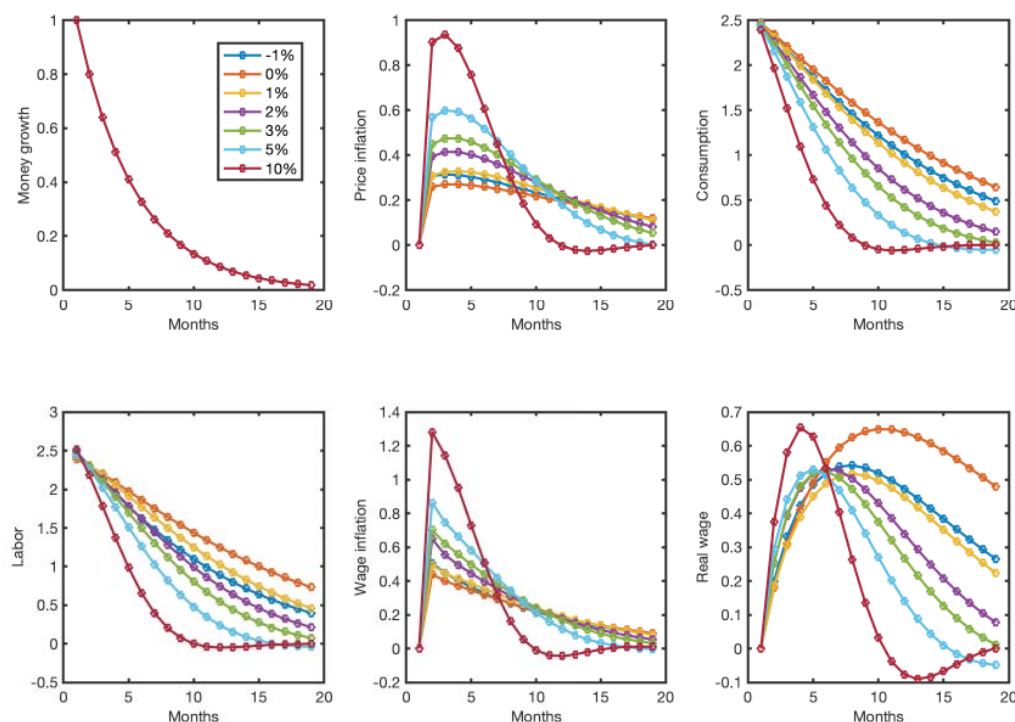 Money growth
1
0.8
0.6
0.4
0.2
0
0 5 10 15 20
Months
-1%
0%
1%
2%
3%
5%
10%
Price inflation
1
0.8
0.6
0.4
0.2
0
-0.2
0 5 10 15 20
Months
Consumption
2.5
2
1.5
1
0.5
0
-0.5
0 5 10 15 20
Months
Labor
3
2.5
2
1.5
1
0.5
0
-0.5
0 5 10 15 20
Months
Wage inflation
1.4
1.2
1
0.8
0.6
0.4
0.2
0
-0.2
0 5 10 15 20
Months
Real wage
0.7
0.6
0.5
0.4
0.3
0.2
0.1
0
-0.1
0 5 10 15 20
Months